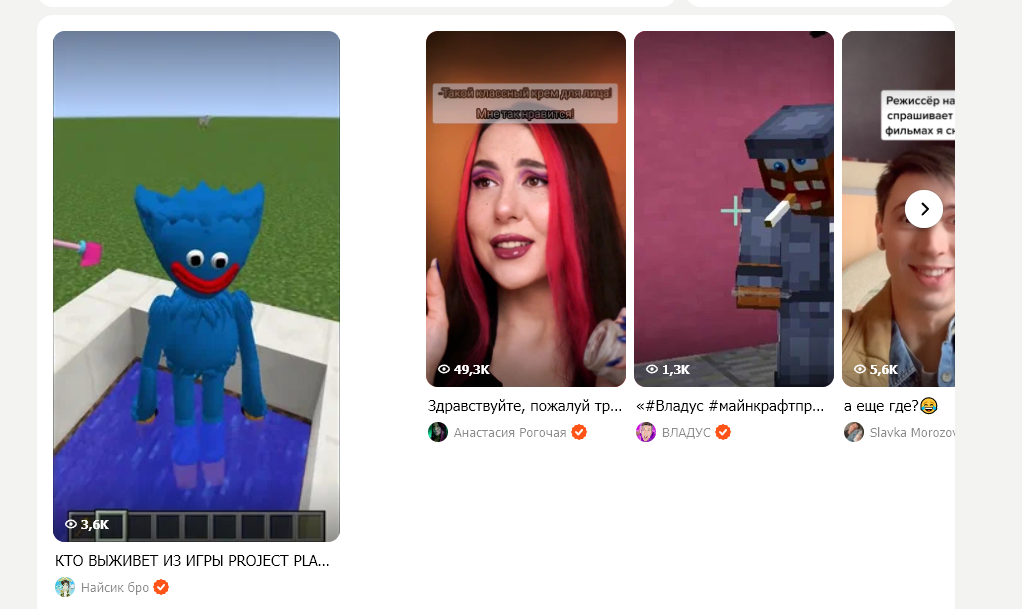 3,6K
КТО ВЫЖИВЕТ ИЗ ИГРЫ PROJECT PLA...
Найсик бро
-Такой классный крем для лица!
Мне так нравится!
49,3K
Здравствуйте, пожалуй тр...
Анастасия Рогочая
1,3K
«#Владус #майнкрафтпр...
ВЛАДУС
Режиссёр на
спрашивает
фильмах я сн
5,6K
а еще где?😂
Slavka Morozov